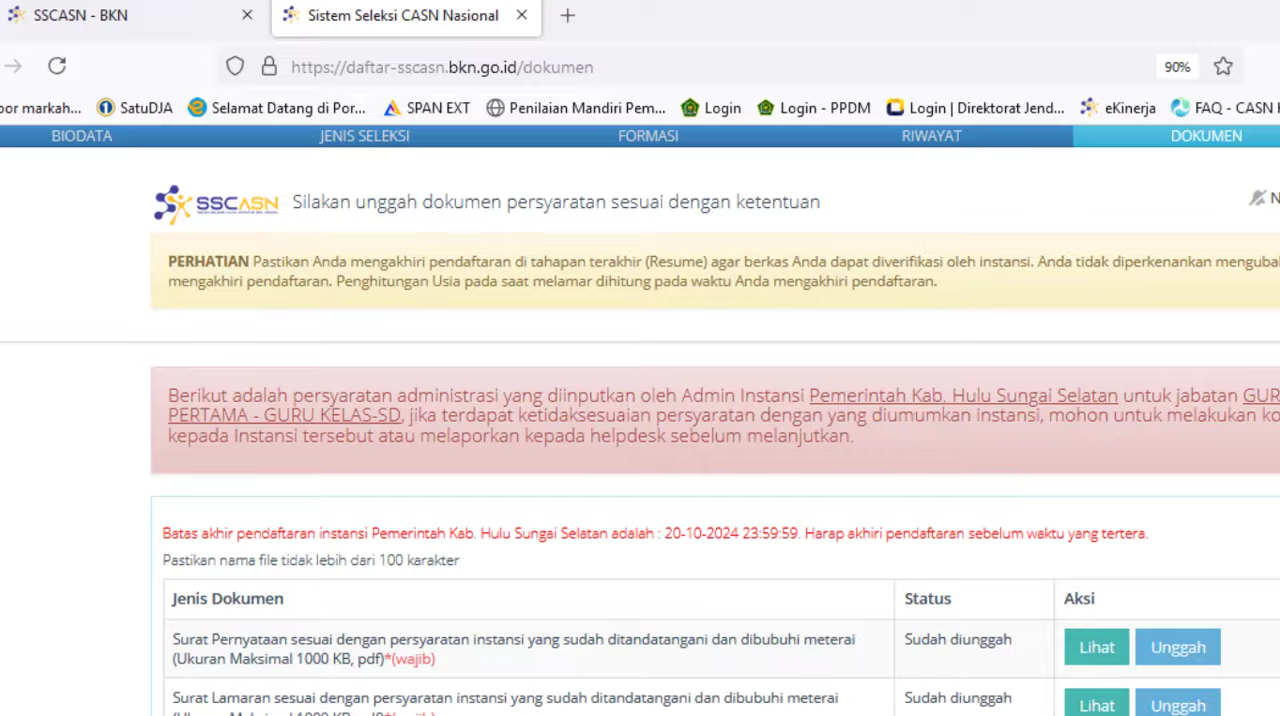 SSCASN - BKN
Sistem Seleksi CASN Nasional
https://daftar-sscasn.bkn.go.id/dokumen
90%
or markah... SatuDJA Selamat Datang di Por... SPAN EXT Penilaian Mandiri Pem... Login Login - PPDM Login | Direktorat Jend... eKinerja FAQ - CASN
BIODATA JENIS SELEKSI FORMASI RIWAYAT DOKUMEN
SSCASN Silakan unggah dokumen persyaratan sesuai dengan ketentuan
N
PERHATIAN Pastikan Anda mengakhiri pendaftaran di tahapan terakhir (Resume) agar berkas Anda dapat diverifikasi oleh instansi. Anda tidak diperkenankan menguba
mengakhiri pendaftaran. Penghitungan Usia pada saat melamar dihitung pada waktu Anda mengakhiri pendaftaran.
Berikut adalah persyaratan administrasi yang diinputkan oleh Admin Instansi Pemerintah Kab. Hulu Sungai Selatan untuk jabatan GUR
PERTAMA - GURU KELAS-SD, jika terdapat ketidaksesuaian persyaratan dengan yang diumumkan instansi, mohon untuk melakukan ko
kepada Instansi tersebut atau melaporkan kepada helpdesk sebelum melanjutkan.
Batas akhir pendaftaran instansi Pemerintah Kab. Hulu Sungai Selatan adalah : 20-10-2024 23:59:59. Harap akhiri pendaftaran sebelum waktu yang tertera.
Pastikan nama file tidak lebih dari 100 karakter
Jenis Dokumen Status Aksi
Surat Pernyataan sesuai dengan persyaratan instansi yang sudah ditandatangani dan dibubuhi meterai Sudah diunggah Lihat Unggah
(Ukuran Maksimal 1000 KB, pdf)*(wajib)
Surat Lamaran sesuai dengan persyaratan instansi yang sudah ditandatangani dan dibubuhi meterai Sudah diunggah Lihat Unggah